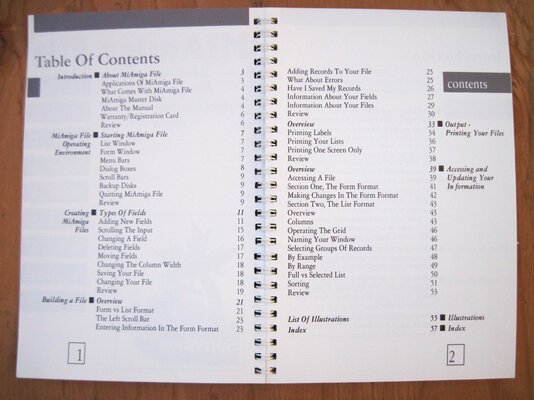 Table Of Contents
Introduction ■ About MiAmiga File 3
Applications Of MiAmiga File 3
What Comes With MiAmiga File 4
MiAmiga Master Disk 4
About The Manual 4
Warranty/Registration Card 6
Review 6
MiAmiga File ■ Starting MiAmiga File 7
Operating List Window 7
Environment Form Window 7
Menu Bars 7
Dialog Boxes 8
Scroll Bars 8
Backup Disks 9
Quitting MiAmiga File 9
Review 9
Creating ■ Types Of Fields 11
MiAmiga Adding New Fields 11
Files Scrolling The Input 15
Changing A Field 16
Deleting Fields 17
Moving Fields 17
Changing The Column Width 18
Saving Your File 18
Changing Your File 18
Review 19
Building a File ■ Overview 21
Form vs List Format 21
The Left Scroll Bar 23
Entering Information In The Form Format 23
1
contents
Adding Records To Your File 25
What About Errors 25
Have I Saved My Records 26
Information About Your Fields 27
Information About Your Files 29
Review 30
Overview 33 ■ Output -
Printing Labels 34 Printing Your Files
Printing Your Lists 36
Printing One Screen Only 37
Review 38
Overview 39 ■ Accessing and
Accessing A File 39 Updating Your
Section One, The Form Format 41 Information
Making Changes In The Form Format 42
Section Two, The List Format 43
Overview 43
Columns 43
Operating The Grid 46
Naming Your Window 46
Selecting Groups Of Records 47
By Example 48
By Range 49
Full vs Selected List 50
Sorting 51
Review 53
List Of Illustrations 55 ■ Illustrations
Index 57 ■ Index
2